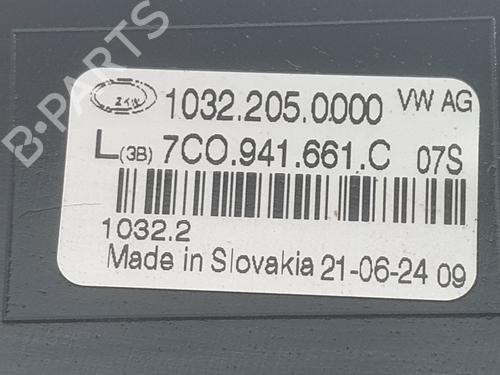 B-PARTS
ZKW 1032.205.0000 VW AG
L(3B) 7C0.941.661.C 07S
1032.2
Made in Slovakia 21-06-24 09